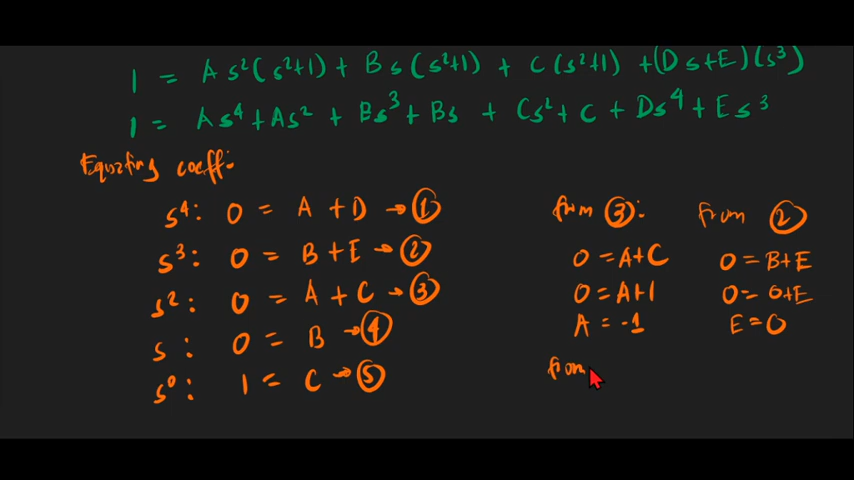 1 = As²(s²+1) + Bs(s²+1) + C(s²+1) + (Ds+E)(s³)
1 = As⁴+As² + Bs³+Bs + Cs²+C + Ds⁴+Es³
Equating coeff:
s⁴: 0 = A+D → ①
s³: 0 = B+E → ②
s²: 0 = A+C → ③
s: 0 = B → ④
s⁰: 1 = C → ⑤
from ③:
0 = A+C
0 = A+1
A = -1
from
from ②
0 = B+E
0 = 0+E
E = 0